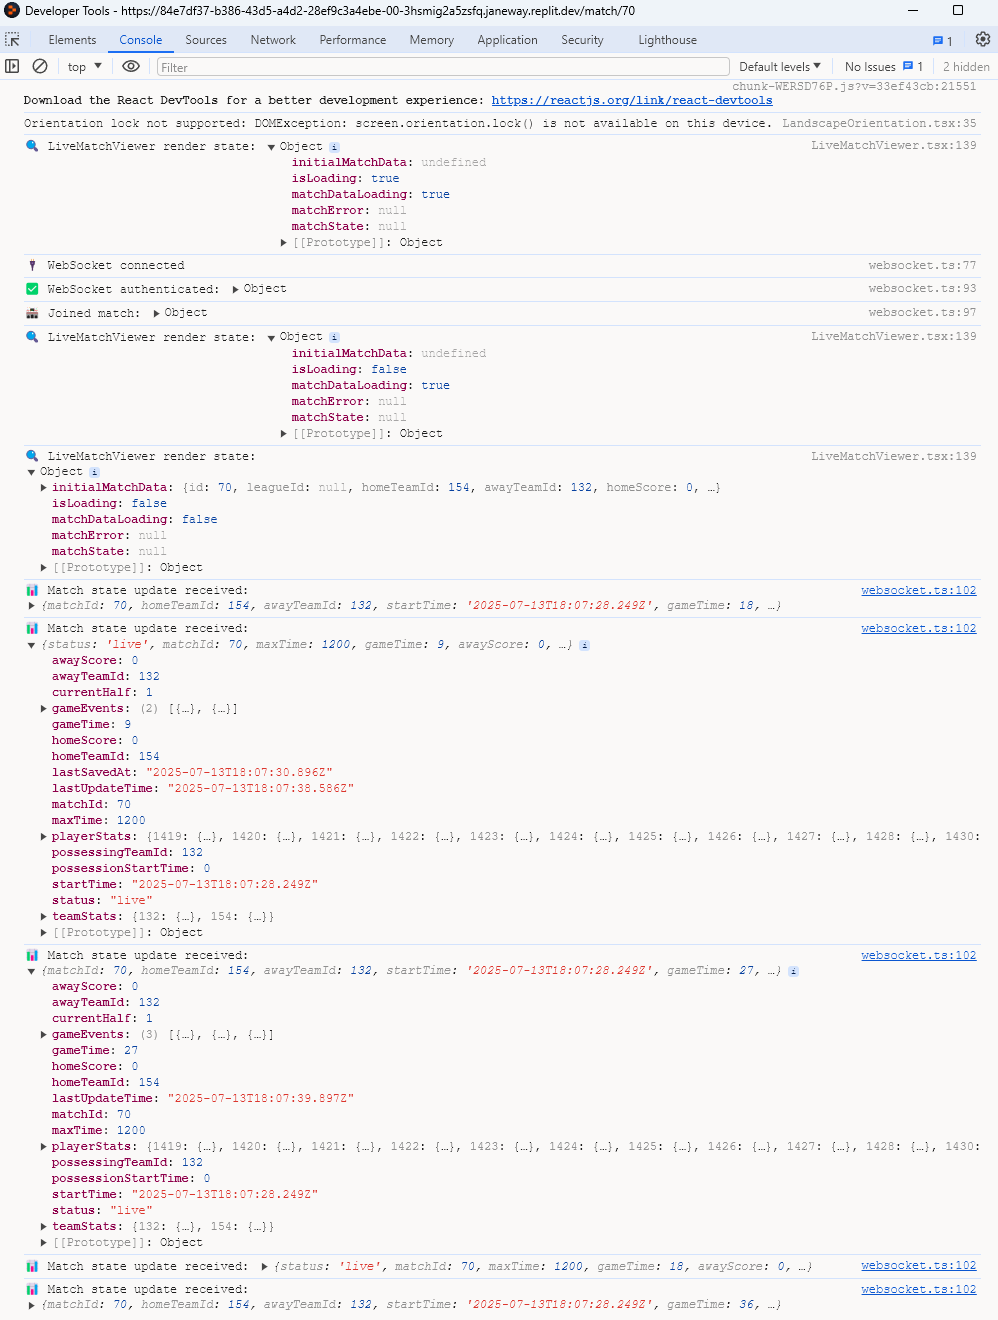 Developer Tools - https://84e7df37-b386-43d5-a4d2-28ef9c3a4ebe-00-3hsmig2a5zsfq.janeway.replit.dev/match/70
Elements Console Sources Network Performance Memory Application Security Lighthouse 1
top Filter Default levels No Issues 1 2 hidden
chunk-WERSD76P.js?v=33ef43cb:21551
Download the React DevTools for a better development experience: https://reactjs.org/link/react-devtools
Orientation lock not supported: DOMException: screen.orientation.lock() is not available on this device. LandscapeOrientation.tsx:35
LiveMatchViewer render state: Object i LiveMatchViewer.tsx:139
initialMatchData: undefined
isLoading: true
matchDataLoading: true
matchError: null
matchState: null
[[Prototype]]: Object
WebSocket connected websocket.ts:77
WebSocket authenticated: Object websocket.ts:93
Joined match: Object websocket.ts:97
LiveMatchViewer render state: Object i LiveMatchViewer.tsx:139
initialMatchData: undefined
isLoading: false
matchDataLoading: true
matchError: null
matchState: null
[[Prototype]]: Object
LiveMatchViewer render state: LiveMatchViewer.tsx:139
Object i
initialMatchData: {id: 70, leagueId: null, homeTeamId: 154, awayTeamId: 132, homeScore: 0, …}
isLoading: false
matchDataLoading: false
matchError: null
matchState: null
[[Prototype]]: Object
Match state update received: websocket.ts:102
{matchId: 70, homeTeamId: 154, awayTeamId: 132, startTime: '2025-07-13T18:07:28.249Z', gameTime: 18, …}
Match state update received: websocket.ts:102
{status: 'live', matchId: 70, maxTime: 1200, gameTime: 9, awayScore: 0, …} i
awayScore: 0
awayTeamId: 132
currentHalf: 1
gameEvents: (2) [{…}, {…}]
gameTime: 9
homeScore: 0
homeTeamId: 154
lastSavedAt: "2025-07-13T18:07:30.896Z"
lastUpdateTime: "2025-07-13T18:07:38.586Z"
matchId: 70
maxTime: 1200
playerStats: {1419: {…}, 1420: {…}, 1421: {…}, 1422: {…}, 1423: {…}, 1424: {…}, 1425: {…}, 1426: {…}, 1427: {…}, 1428: {…}, 1430:
possessingTeamId: 132
possessionStartTime: 0
startTime: "2025-07-13T18:07:28.249Z"
status: "live"
teamStats: {132: {…}, 154: {…}}
[[Prototype]]: Object
Match state update received: websocket.ts:102
{matchId: 70, homeTeamId: 154, awayTeamId: 132, startTime: '2025-07-13T18:07:28.249Z', gameTime: 27, …} i
awayScore: 0
awayTeamId: 132
currentHalf: 1
gameEvents: (3) [{…}, {…}, {…}]
gameTime: 27
homeScore: 0
homeTeamId: 154
lastUpdateTime: "2025-07-13T18:07:39.897Z"
matchId: 70
maxTime: 1200
playerStats: {1419: {…}, 1420: {…}, 1421: {…}, 1422: {…}, 1423: {…}, 1424: {…}, 1425: {…}, 1426: {…}, 1427: {…}, 1428: {…}, 1430:
possessingTeamId: 132
possessionStartTime: 0
startTime: "2025-07-13T18:07:28.249Z"
status: "live"
teamStats: {132: {…}, 154: {…}}
[[Prototype]]: Object
Match state update received: {status: 'live', matchId: 70, maxTime: 1200, gameTime: 18, awayScore: 0, …} websocket.ts:102
Match state update received: websocket.ts:102
{matchId: 70, homeTeamId: 154, awayTeamId: 132, startTime: '2025-07-13T18:07:28.249Z', gameTime: 36, …}